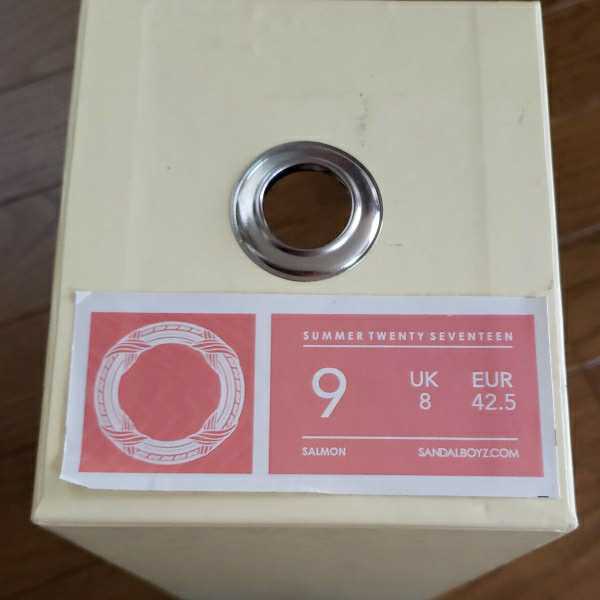 SUMMER TWENTY SEVENTEEN
9
UK EUR
8 42.5
SALMON SANDALBOYZ.COM